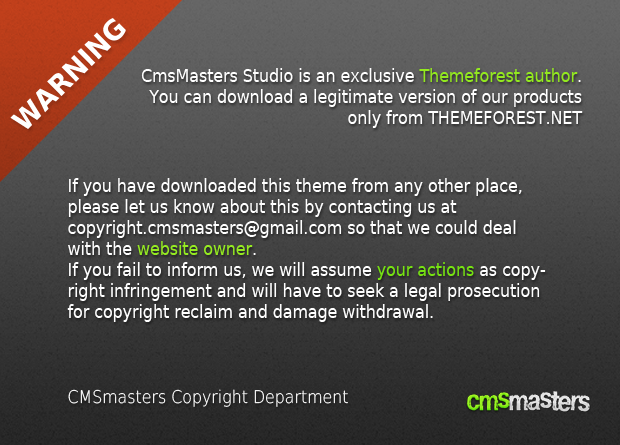 WARNING
CmsMasters Studio is an exclusive Themeforest author.
You can download a legitimate version of our products
only from THEMEFOREST.NET
If you have downloaded this theme from any other place,
please let us know about this by contacting us at
copyright.cmsmasters@gmail.com so that we could deal
with the website owner.
If you fail to inform us, we will assume your actions as copy-
right infringement and will have to seek a legal prosecution
for copyright reclaim and damage withdrawal.
CMSmasters Copyright Department
cmsmasters